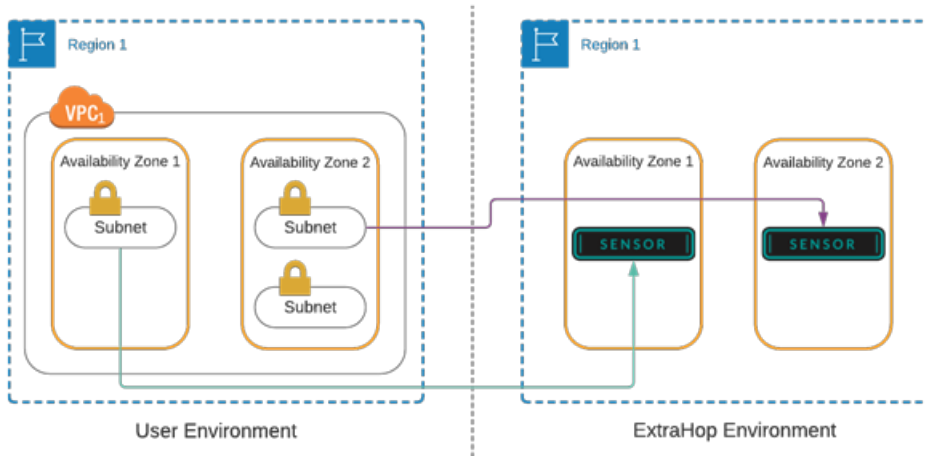 Region 1
VPC1
Availability Zone 1
Availability Zone 2
Subnet
Subnet
Subnet
User Environment
Region 1
Availability Zone 1
Availability Zone 2
SENSOR
SENSOR
ExtraHop Environment